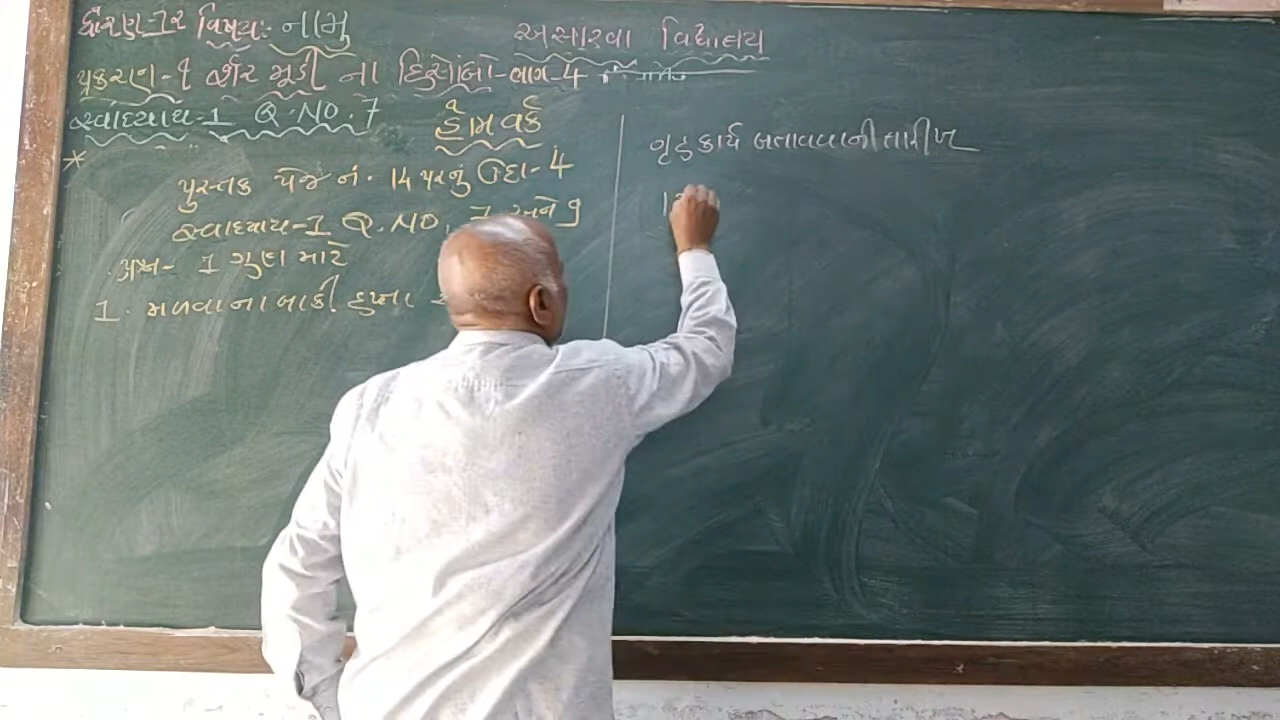 ધોરણ-12 વિષય: નામુ
અસારવા વિદ્યાલય
પ્રકરણ-1 શેર મૂડી ના હિસાબો-ભાગ-4
સ્વાધ્યાય-1 Q.NO.7
હોમવર્ક
* પુસ્તક પેજ નં. 14 પરનું ઉદા-4
સ્વાધ્યાય-1 Q.NO. 7 અને 9
પ્રશ્ન- 1 ગુણ માટે
1. મળવાના બાકી હપ્તા
ગૃહકાર્ય બતાવવાની તારીખ